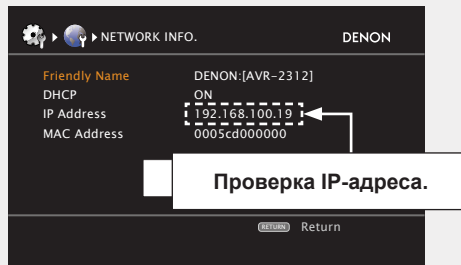 NETWORK INFO. DENON
Friendly Name DENON:[AVR-2312]
DHCP ON
IP Address 192.168.100.19
MAC Address 0005cd000000
Проверка IP-адреса.
RETURN Return